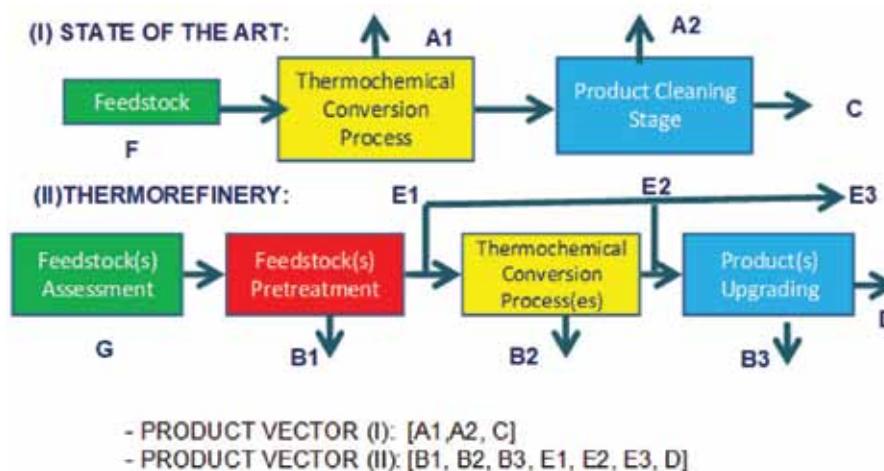 (I) STATE OF THE ART:
A1
A2
Feedstock
Thermochemical
Conversion
Process
Product Cleaning
Stage
F
C
(II)THERMOREFINERY:
E1
E2
E3
Feedstock(s)
Assessment
Feedstock(s)
Pretreatment
Thermochemical
Conversion
Process(es)
Product(s)
Upgrading
G
B1
B2
B3
D
- PRODUCT VECTOR (I): [A1,A2, C]
- PRODUCT VECTOR (II): [B1, B2, B3, E1, E2, E3, D]